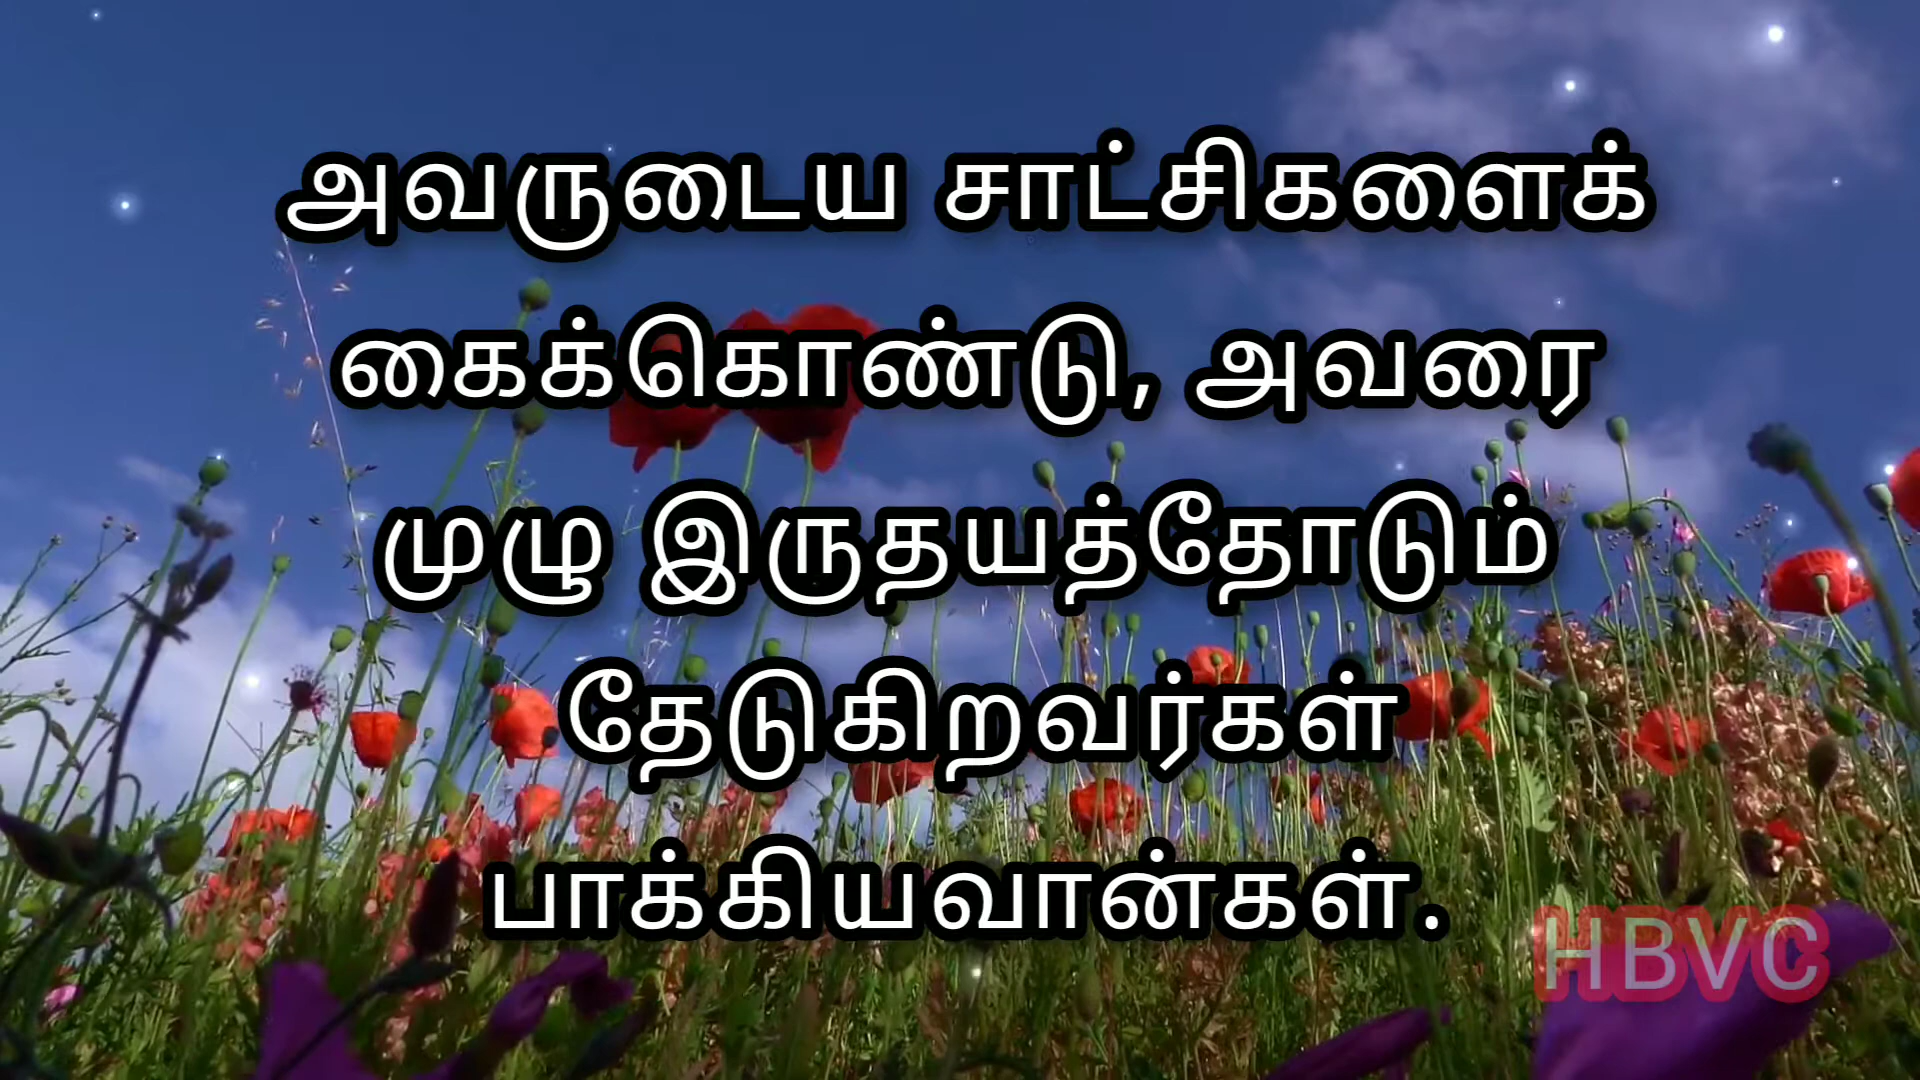 அவருடைய சாட்சிகளைக்
கைக்கொண்டு, அவரை
முழு இருதயத்தோடும்
தேடுகிறவர்கள்
பாக்கியவான்கள்.
HBVC